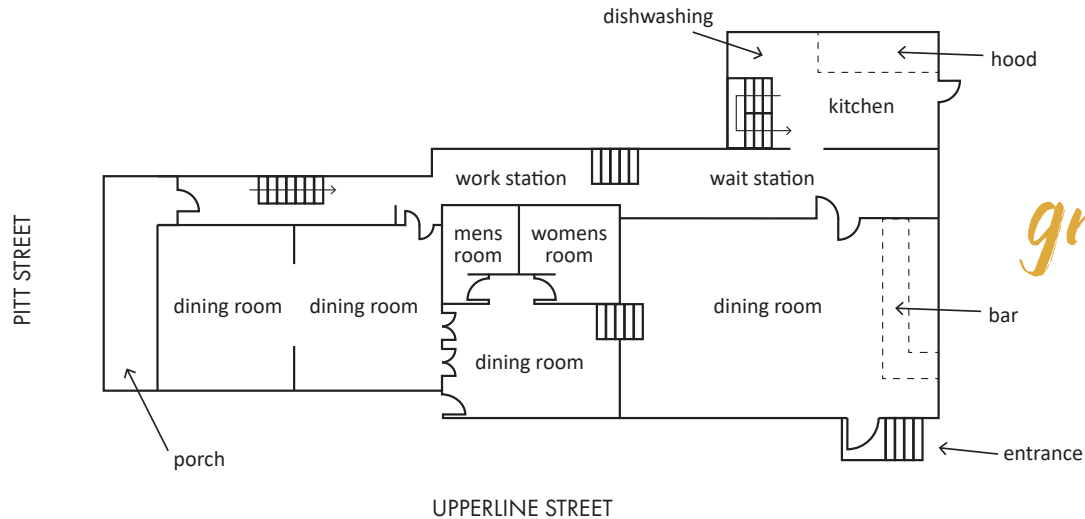 dishwashing
hood
kitchen
work station
wait station
mens
room
womens
room
dining room
dining room
dining room
dining room
bar
porch
entrance
PITT STREET
UPPERLINE STREET